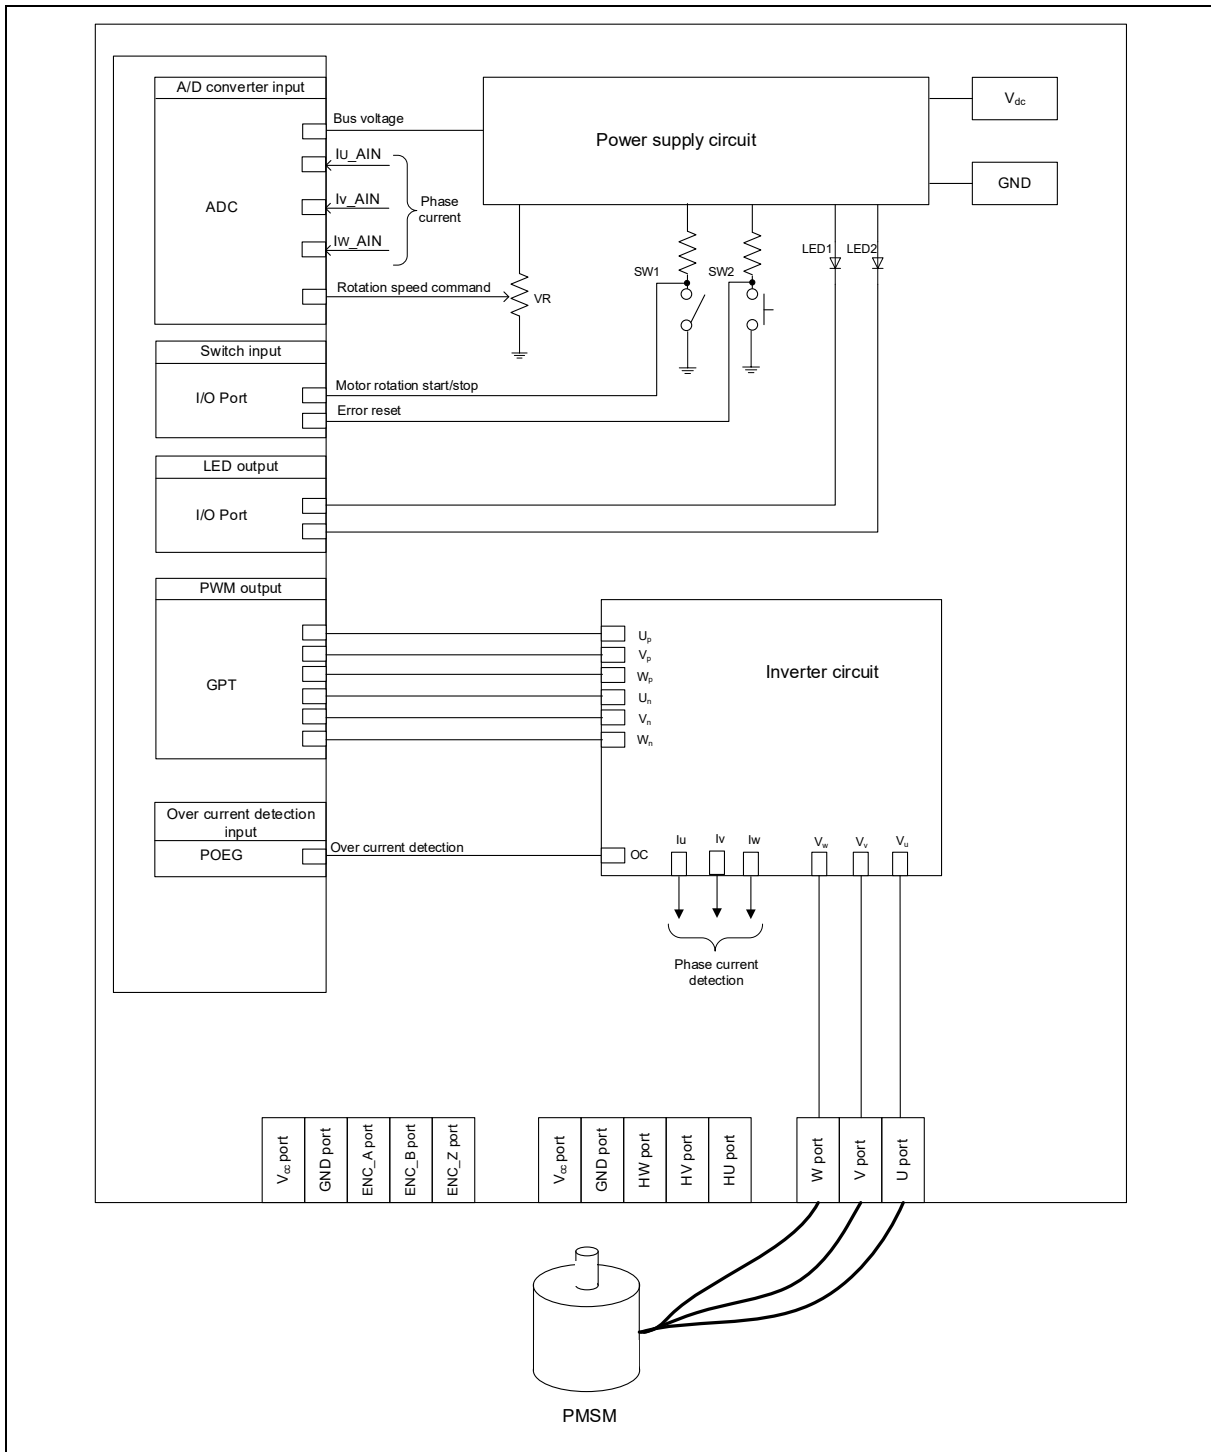 A/D converter input
Bus voltage
IU_AIN
Iv_AIN
IW_AIN
Phase
current
ADC
Rotation speed command
VR
Power supply circuit
Vdc
GND
SW1
SW2
LED1
LED2
Switch input
I/O Port
Motor rotation start/stop
Error reset
LED output
I/O Port
PWM output
GPT
Up
Vp
Wp
Un
Vn
Wn
Inverter circuit
Over current detection
input
POEG
Over current detection
OC
Iu
Iv
Iw
Vw
Vv
Vu
Phase current
detection
Vcc port
GND port
ENC_A port
ENC_B port
ENC_Z port
Vcc port
GND port
HW port
HV port
HU port
W port
V port
U port
PMSM